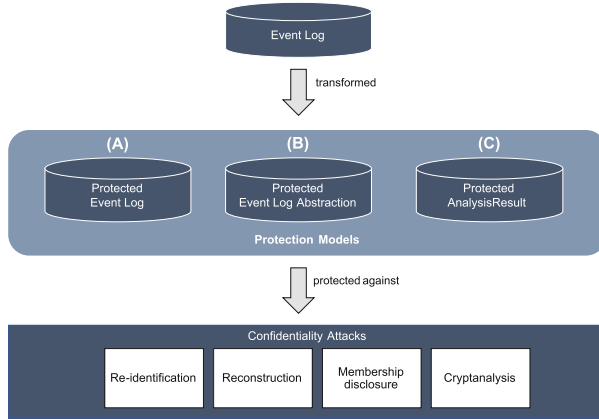 Event Log
transformed
(A)
(B)
(C)
Protected
Event Log
Protected
Event Log Abstraction
Protected
AnalysisResult
Protection Models
protected against
Confidentiality Attacks
Re-identification
Reconstruction
Membership
disclosure
Cryptanalysis